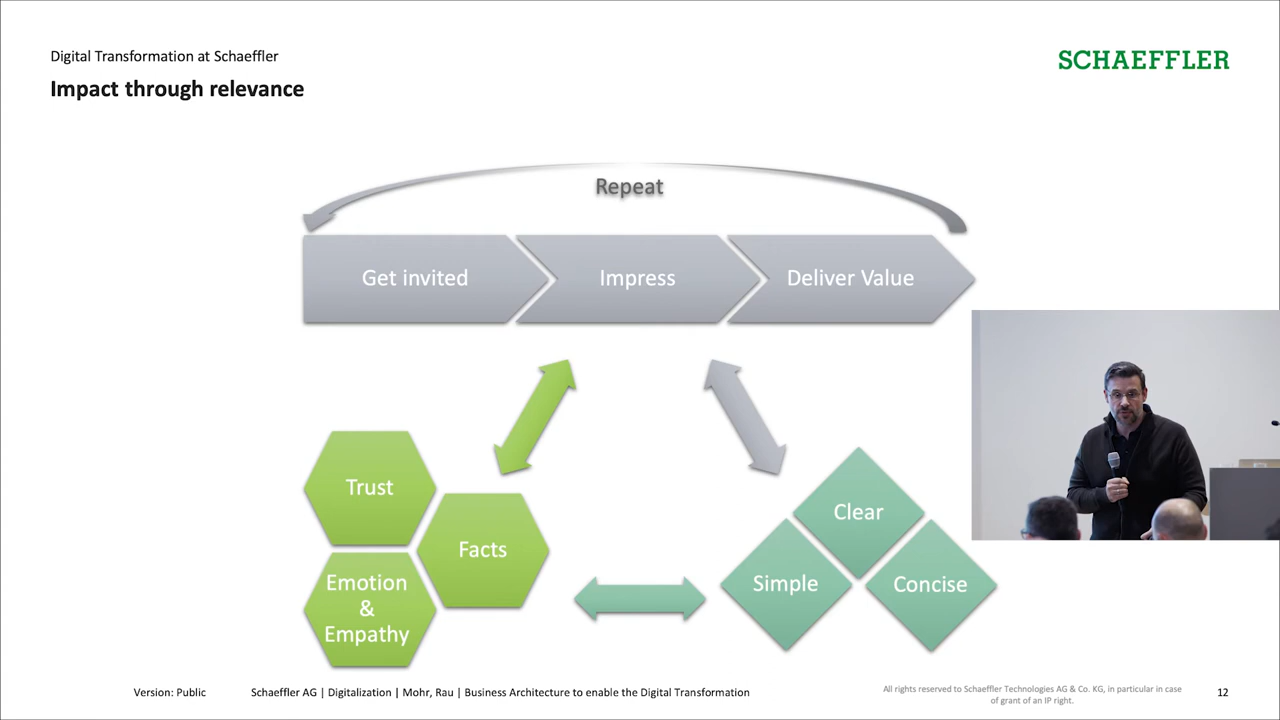 Digital Transformation at Schaeffler
SCHAEFFLER
Impact through relevance
Repeat
Get invited
Impress
Deliver Value
Trust
Facts
Emotion
&
Empathy
Clear
Simple
Concise
Version: Public
Schaeffler AG | Digitalization | Mohr, Rau | Business Architecture to enable the Digital Transformation
All rights reserved to Schaeffler Technologies AG & Co. KG, in particular in case
of grant of an IP right.
12